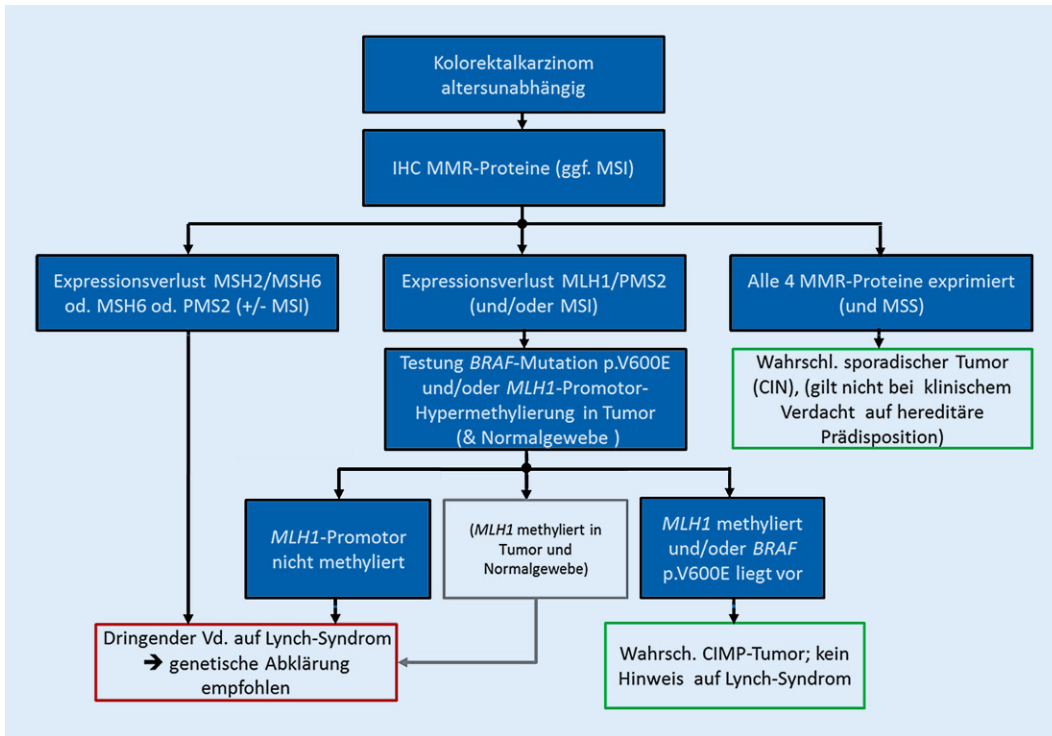 Kolorektalkarzinom
altersunabhängig
IHC MMR-Proteine (ggf. MSI)
Expressionsverlust MSH2/MSH6
od. MSH6 od. PMS2 (+/- MSI)
Expressionsverlust MLH1/PMS2
(und/oder MSI)
Alle 4 MMR-Proteine exprimiert
(und MSS)
Testung BRAF-Mutation p.V600E
und/oder MLH1-Promotor-
Hypermethylierung in Tumor
(& Normalgewebe )
Wahrschl. sporadischer Tumor
(CIN), (gilt nicht bei klinischem
Verdacht auf hereditäre
Prädisposition)
MLH1-Promotor
nicht methyliert
(MLH1 methyliert in
Tumor und
Normalgewebe)
MLH1 methyliert
und/oder BRAF
p.V600E liegt vor
Dringender Vd. auf Lynch-Syndrom
➔ genetische Abklärung
empfohlen
Wahrsch. CIMP-Tumor; kein
Hinweis auf Lynch-Syndrom